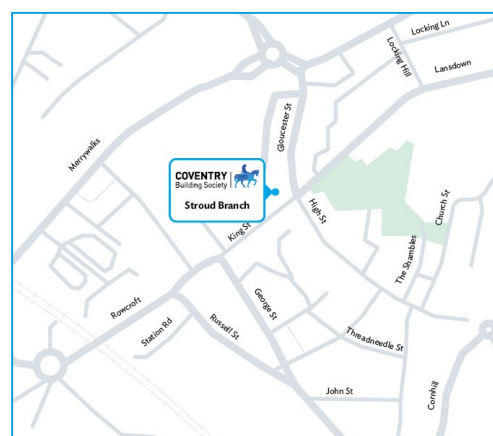 Locking Ln
Locking Hill
Lansdown
Gloucester St
Merrywalks
COVENTRY
Building Society
Stroud Branch
High St
Church St
King St
The Shambles
George St
Rowcroft
Station Rd
Russell St
Threadneedle St
John St
Cornhill